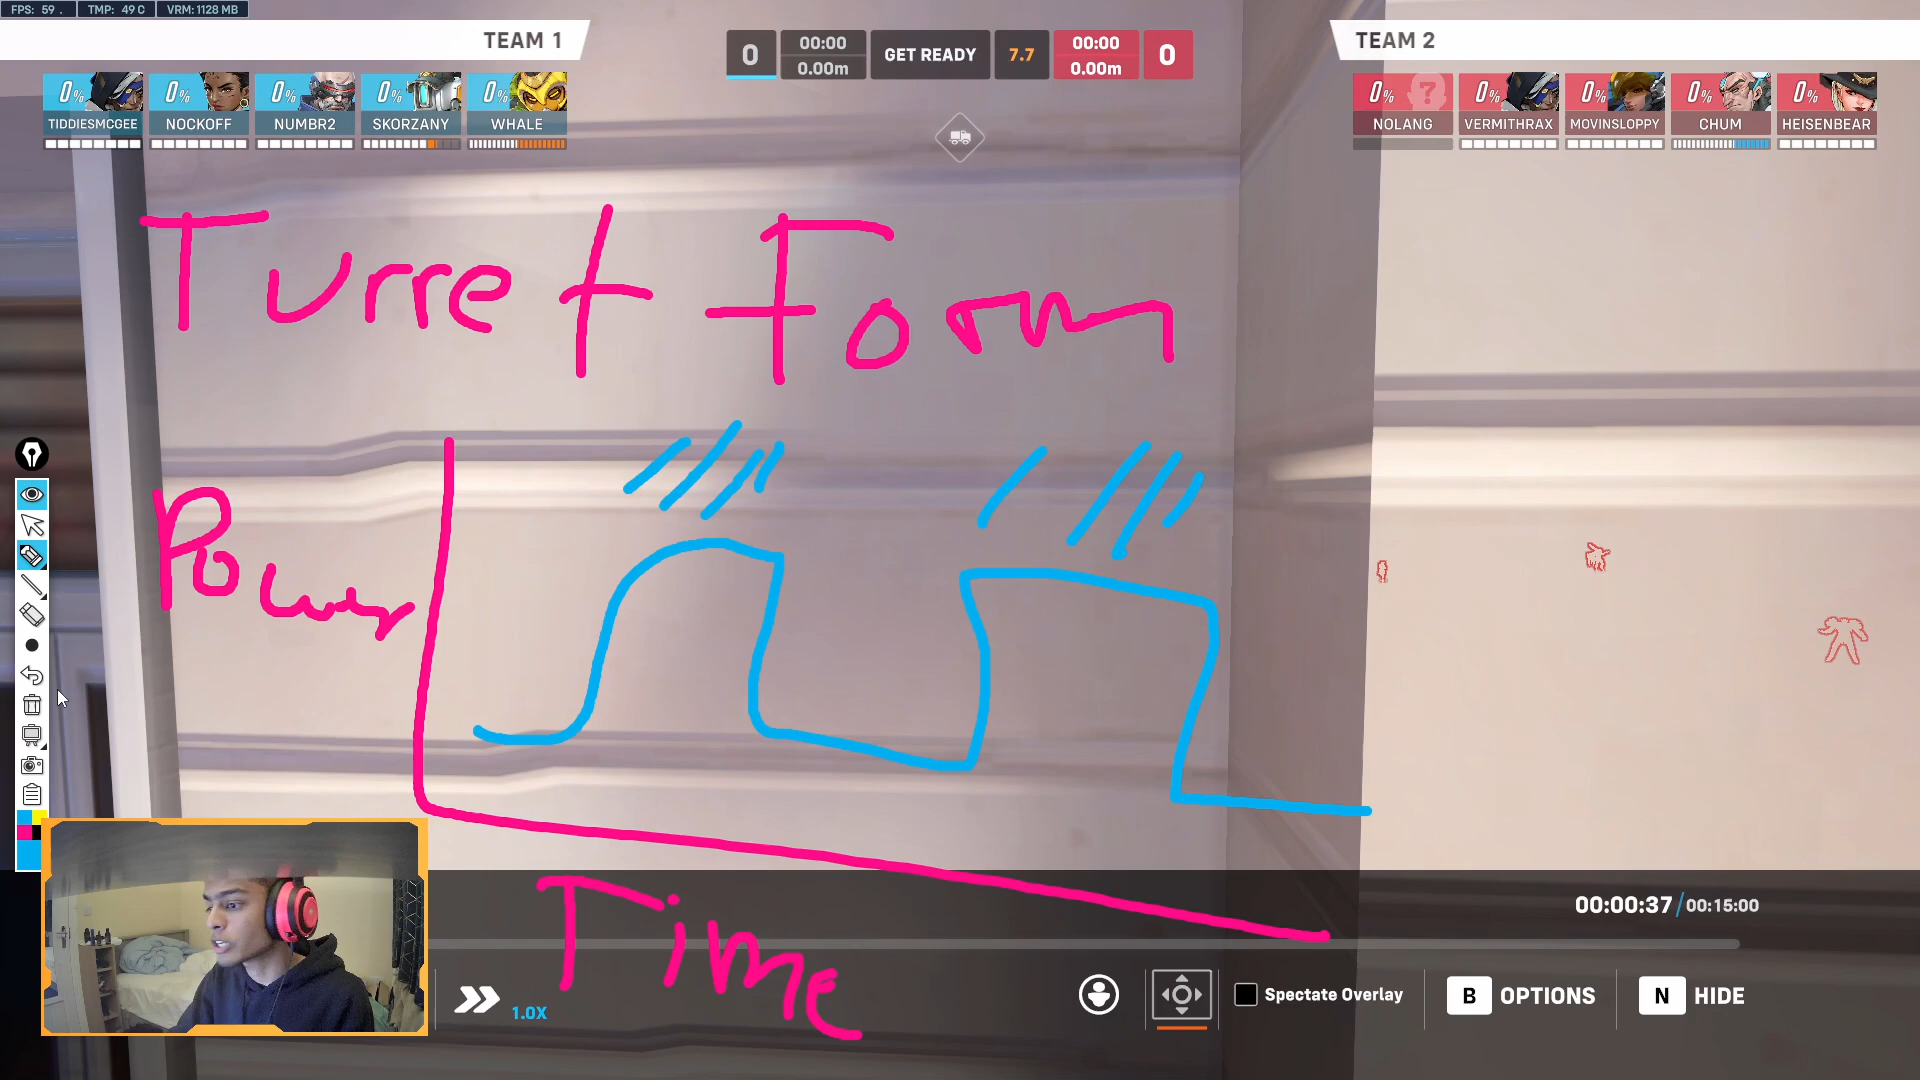 FPS: 59 . TMP: 49 C VRM: 1128 MB
TEAM 1
0 00:00 0.00m GET READY 7.7 00:00 0.00m 0
TEAM 2
0% 0% 0% 0% 0%
TIDDIESMCGEE NOCKOFF NUMBR2 SKORZANY WHALE
0% ? 0% 0% 0% 0%
NOLANG VERMITHRAX MOVINSLOPPY CHUM HEISENBEAR
Turret Form
Power
Time
00:00:37/00:15:00
1.0X
Spectate Overlay
B OPTIONS
N HIDE